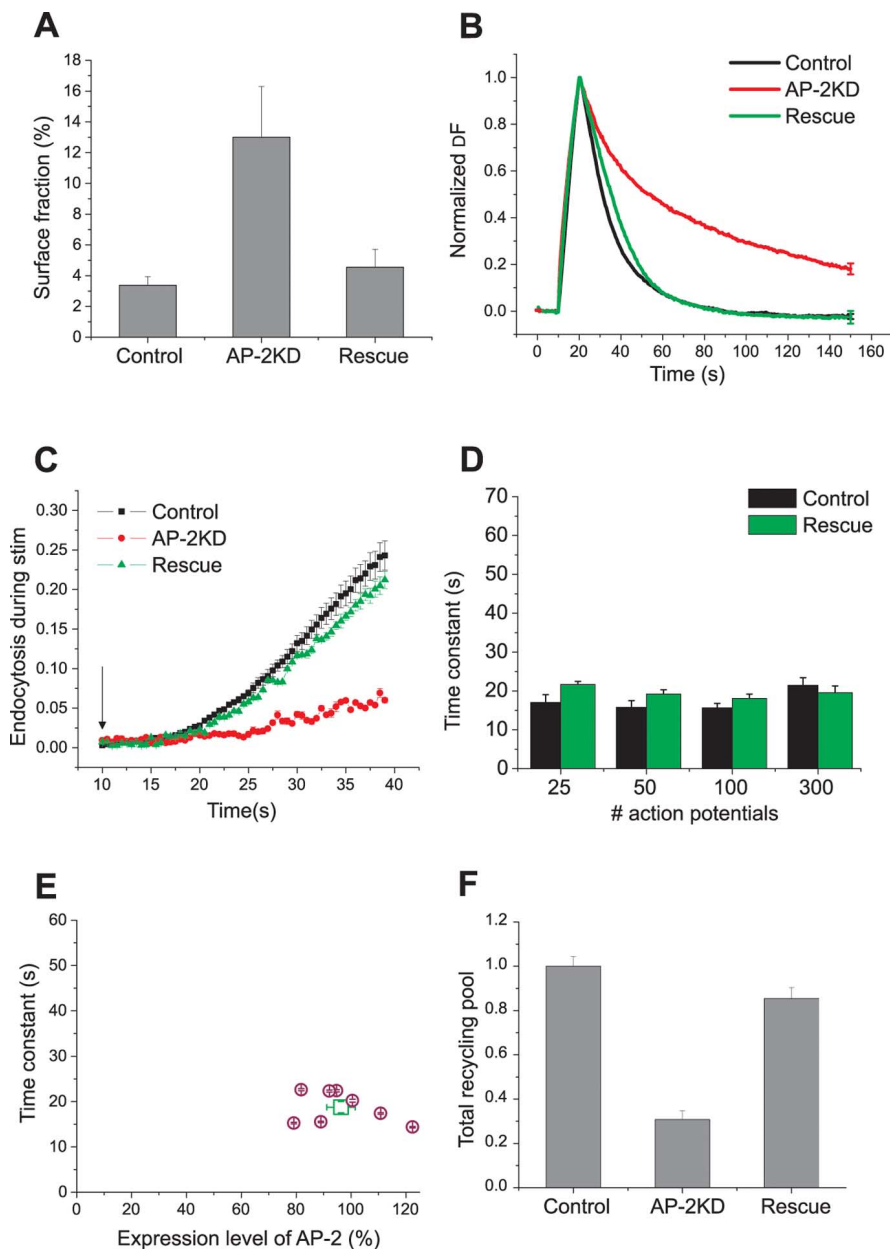 A
Surface fraction (%)
18
16
14
12
10
8
6
4
2
0
Control AP-2KD Rescue
B
Control
AP-2KD
Rescue
Normalized DF
1.0
0.8
0.6
0.4
0.2
0.0
0 20 40 60 80 100 120 140 160
Time (s)
C
Control
AP-2KD
Rescue
Endocytosis during stim
0.30
0.25
0.20
0.15
0.10
0.05
0.00
10 15 20 25 30 35 40
Time(s)
D
Control
Rescue
Time constant (s)
70
60
50
40
30
20
10
0
25 50 100 300
# action potentials
E
Time constant (s)
60
50
40
30
20
10
0
0 20 40 60 80 100 120
Expression level of AP-2 (%)
F
Total recycling pool
1.2
1.0
0.8
0.6
0.4
0.2
0.0
Control AP-2KD Rescue